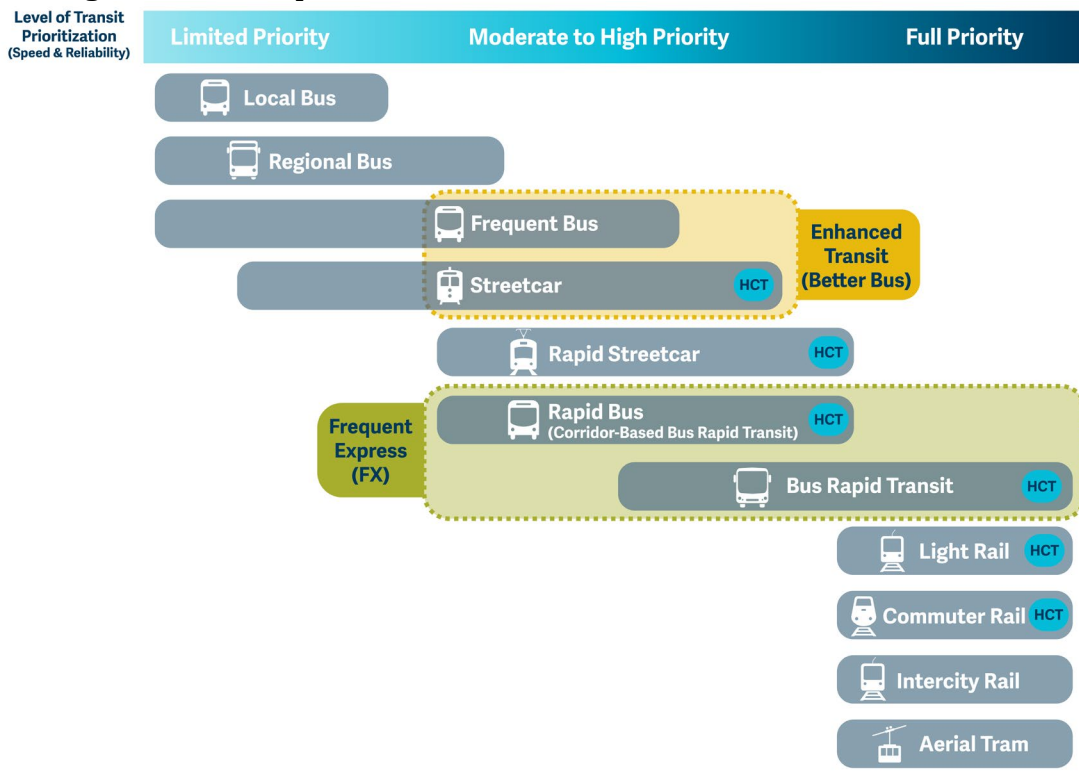 Level of Transit
Prioritization
(Speed & Reliability)
Limited Priority
Moderate to High Priority
Full Priority
Local Bus
Regional Bus
Frequent Bus
Enhanced
Transit
(Better Bus)
Streetcar
HCT
Rapid Streetcar
HCT
Frequent
Express
(FX)
Rapid Bus
(Corridor-Based Bus Rapid Transit)
HCT
Bus Rapid Transit
HCT
Light Rail
HCT
Commuter Rail
HCT
Intercity Rail
Aerial Tram